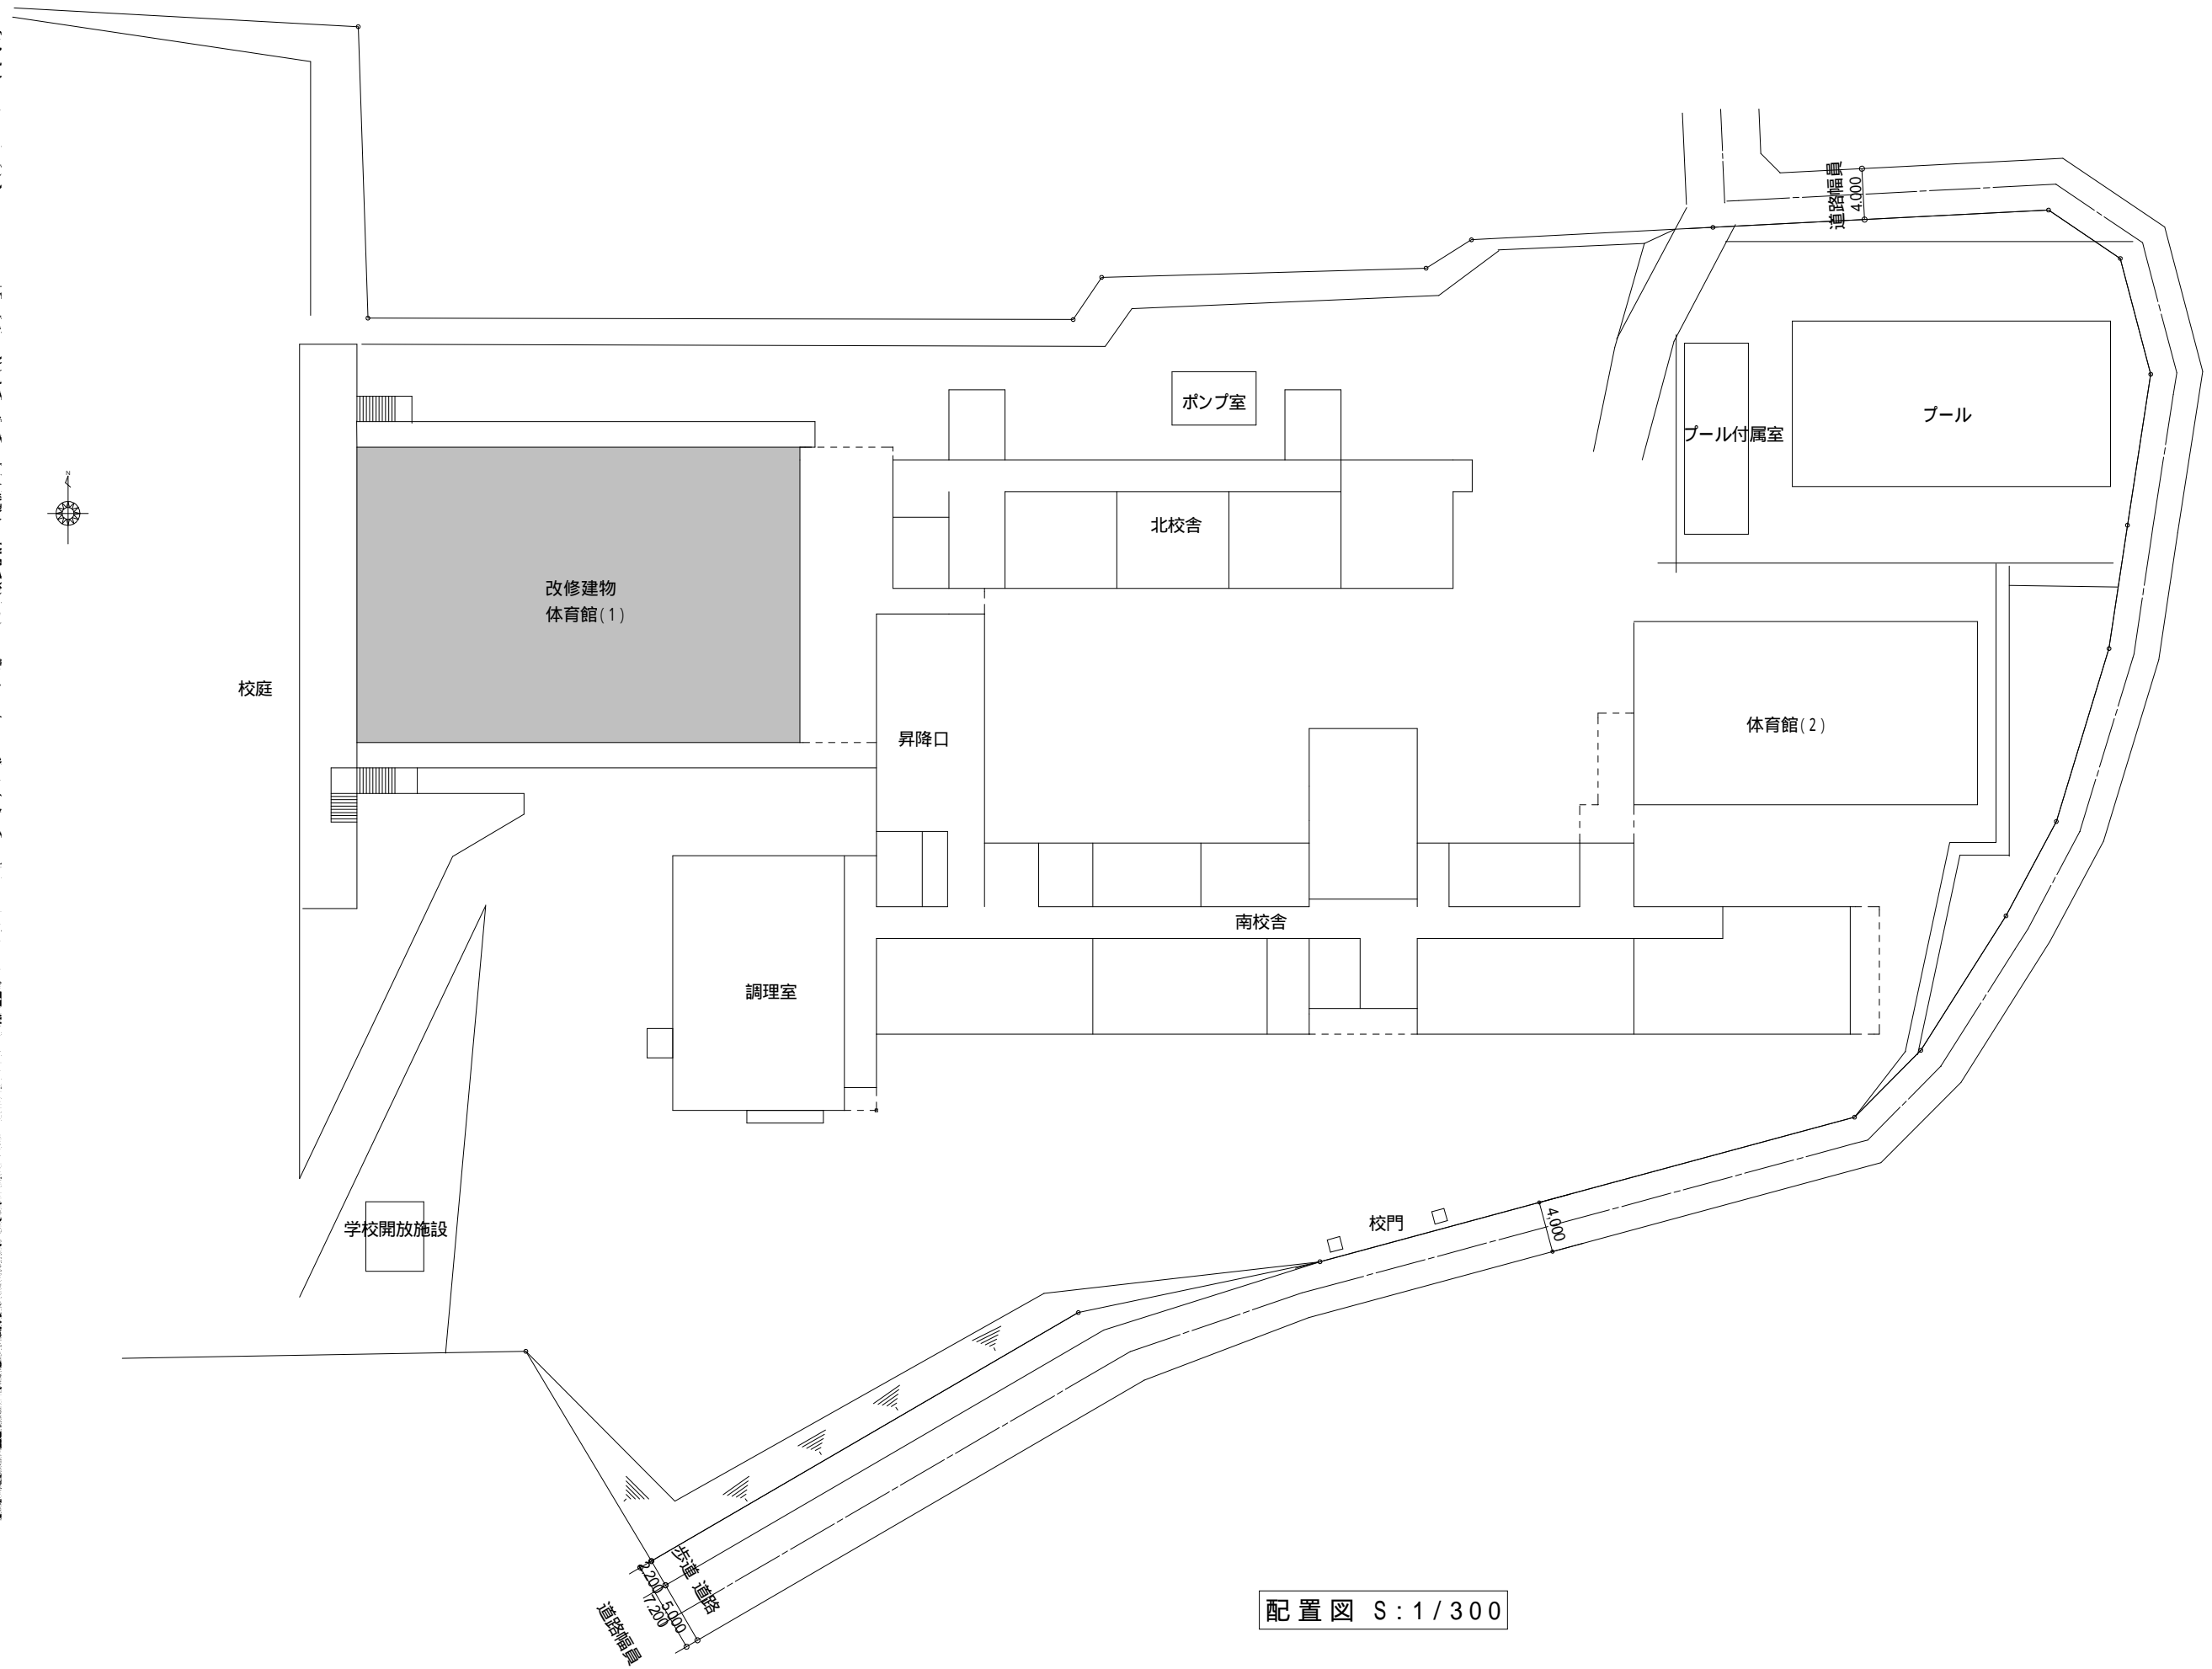 道路幅員
4.000
N
ポンプ室
プール
プール付属室
北校舎
改修建物
体育館(1)
校庭
体育館(2)
昇降口
南校舎
調理室
校門
4,000
学校開放施設
歩道
道路
2,200
5,000
7,200
道路幅員
配置図 S:1/300